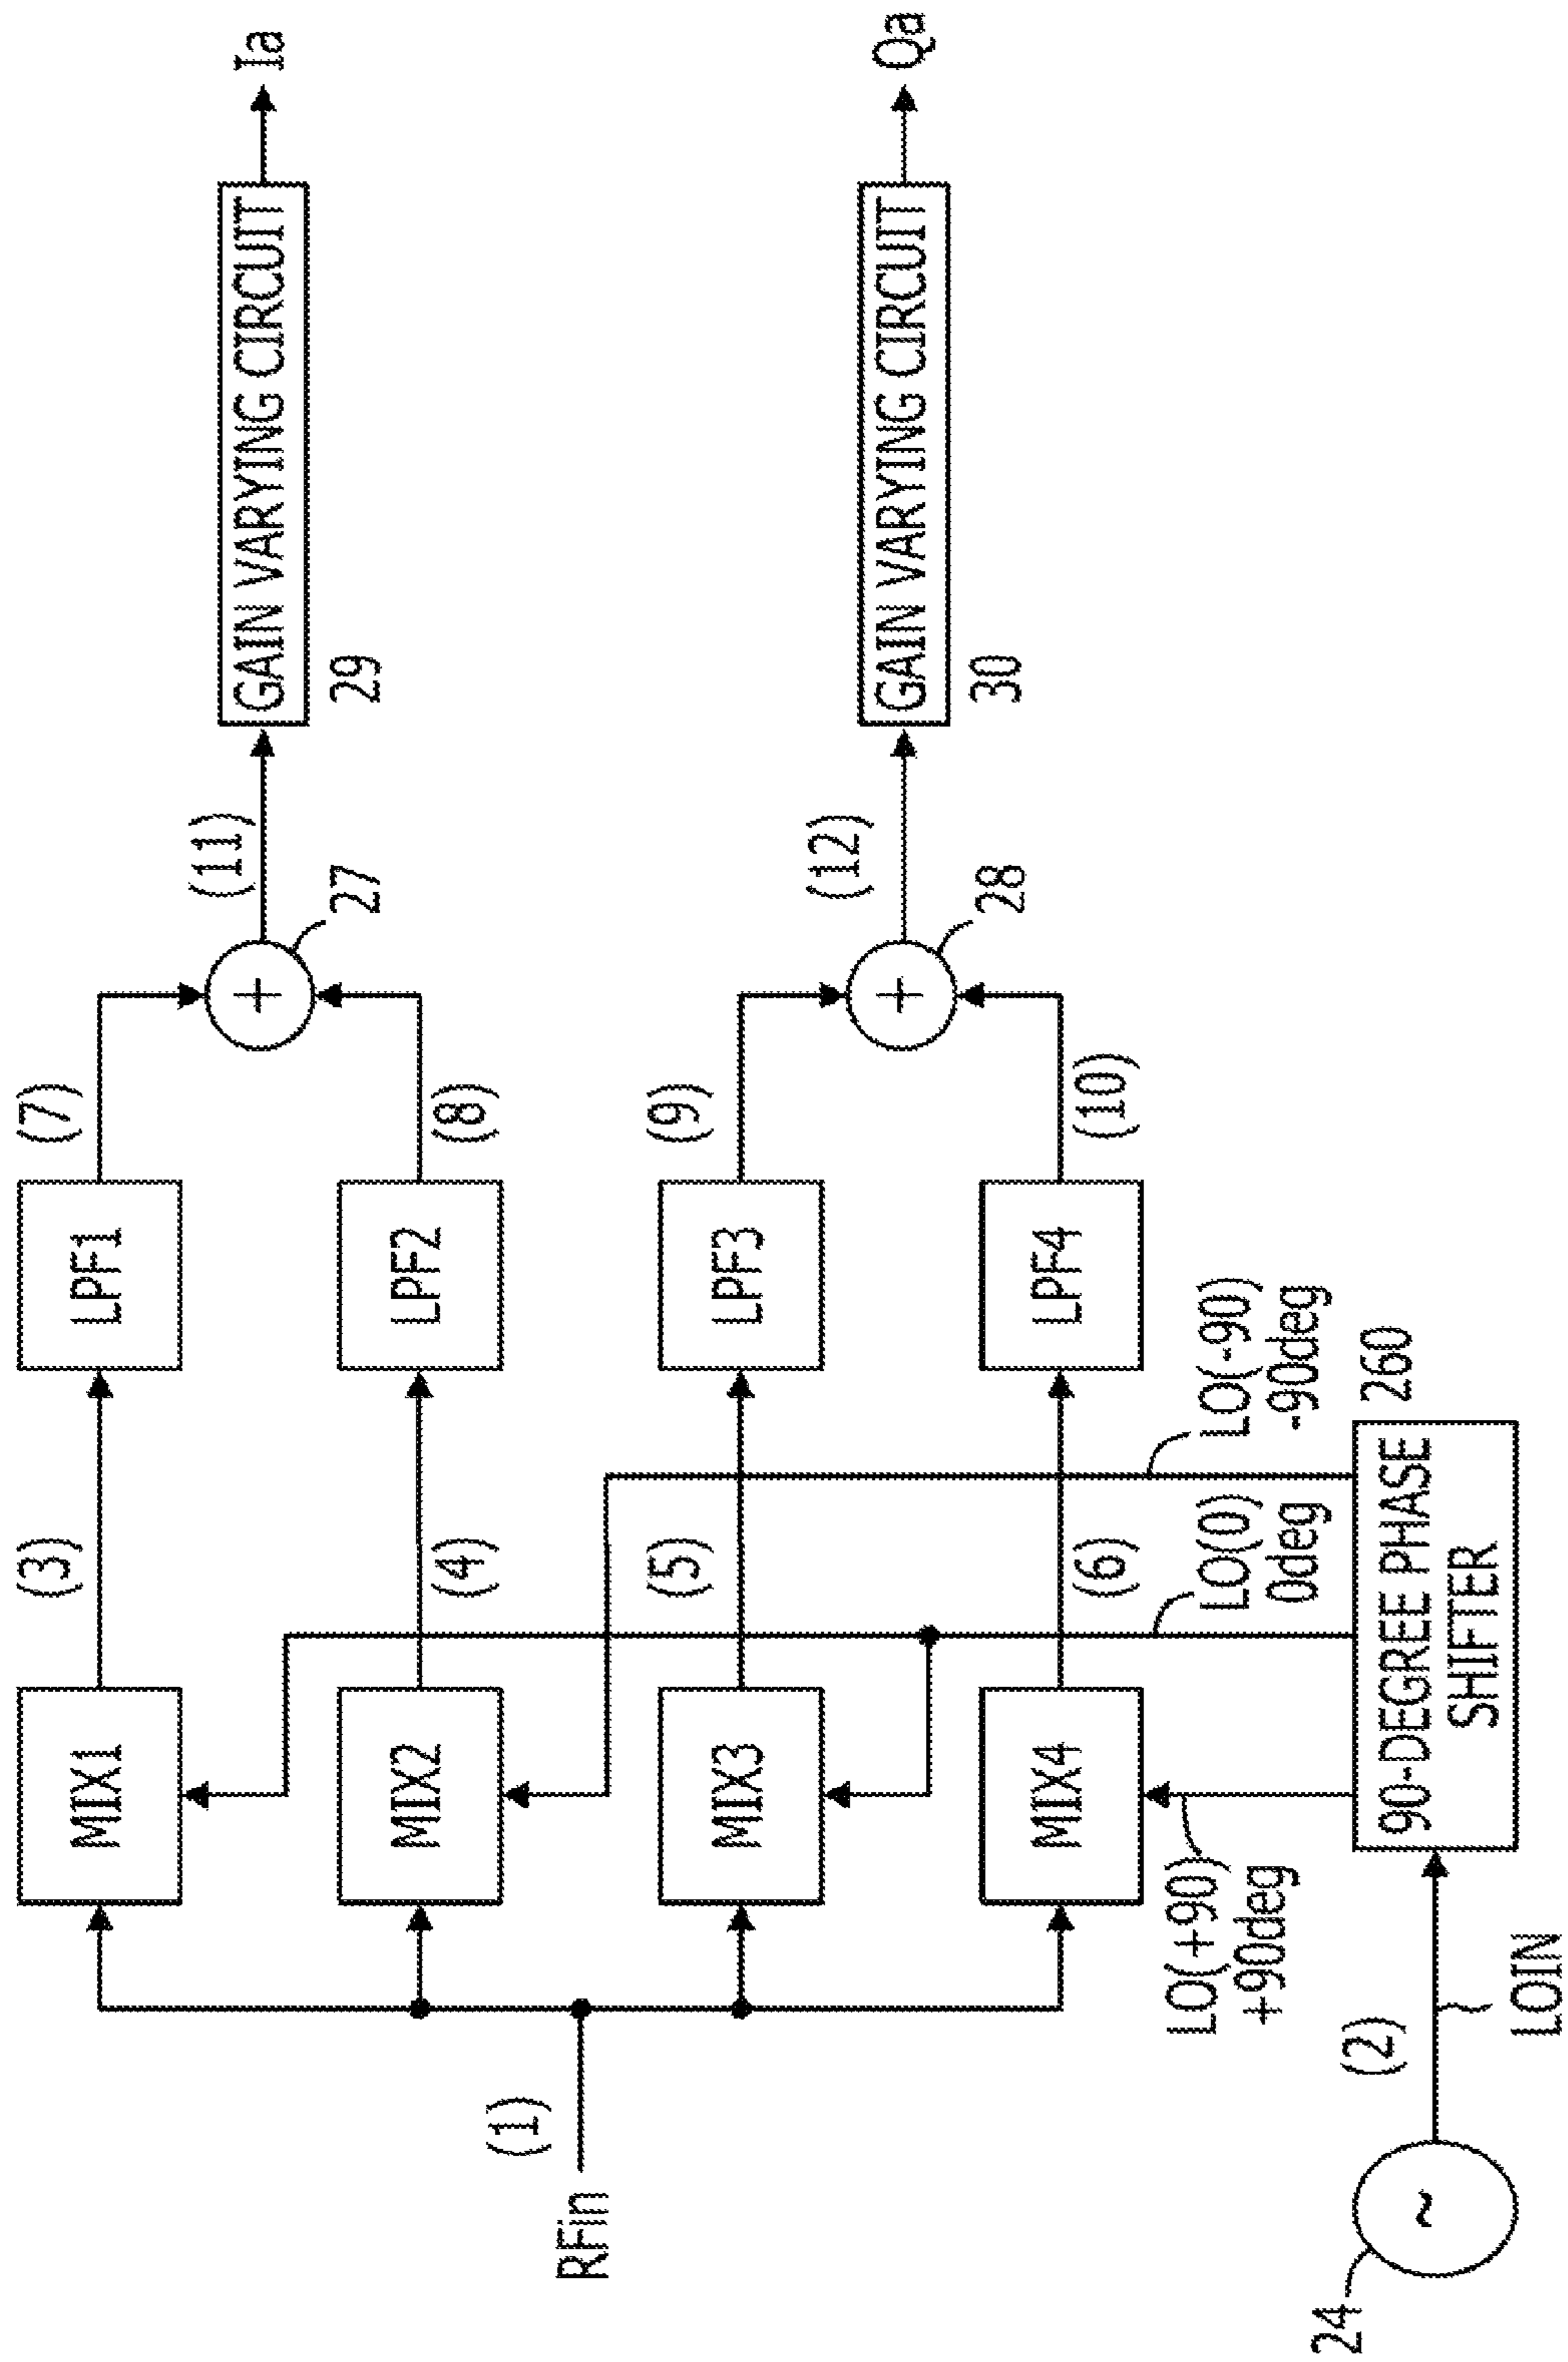 (3)
(7)
MIX1
LPF1
(11)
27
GAIN VARYING CIRCUIT
29
Ia
MIX2
(4)
LPF2
(8)
RFin
(1)
(5)
(9)
MIX3
LPF3
(12)
28
GAIN VARYING CIRCUIT
30
Qa
MIX4
(6)
LPF4
(10)
LO(+90)
+90deg
LO(0)
0deg
LO(-90)
-90deg
24
~
(2)
LOIN
90-DEGREE PHASE
SHIFTER
260
+
+